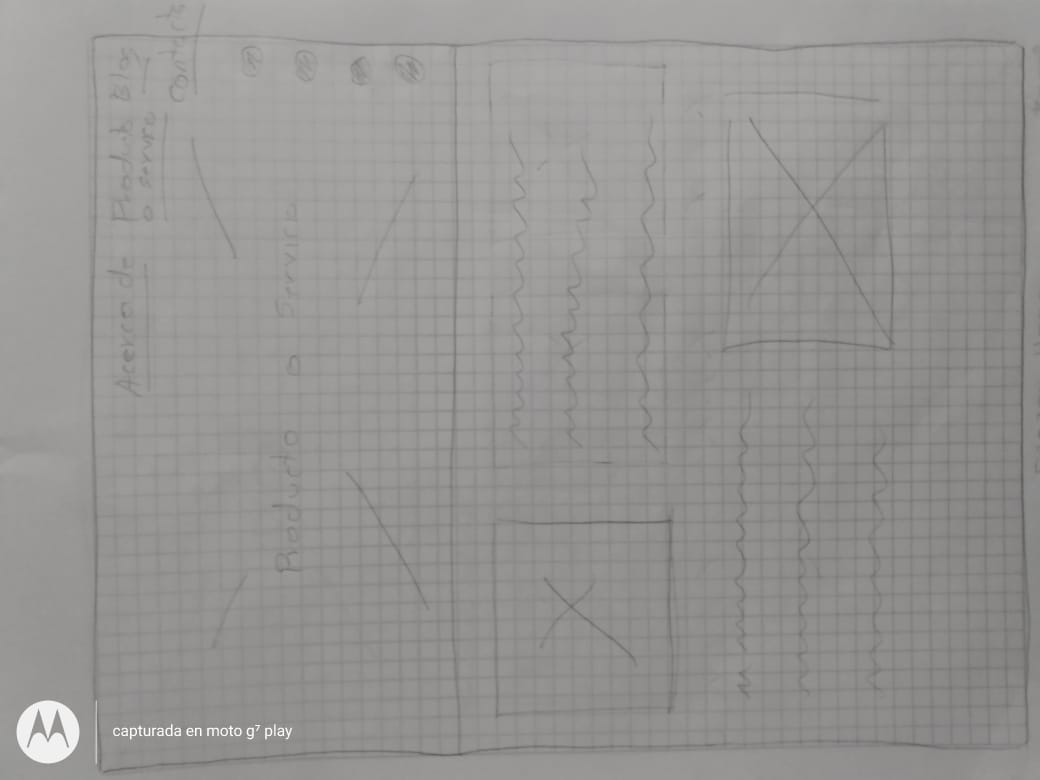 Acerca de Producto Blog
o servicio
Contacto
Producto o Servicio
capturada en moto g⁷ play